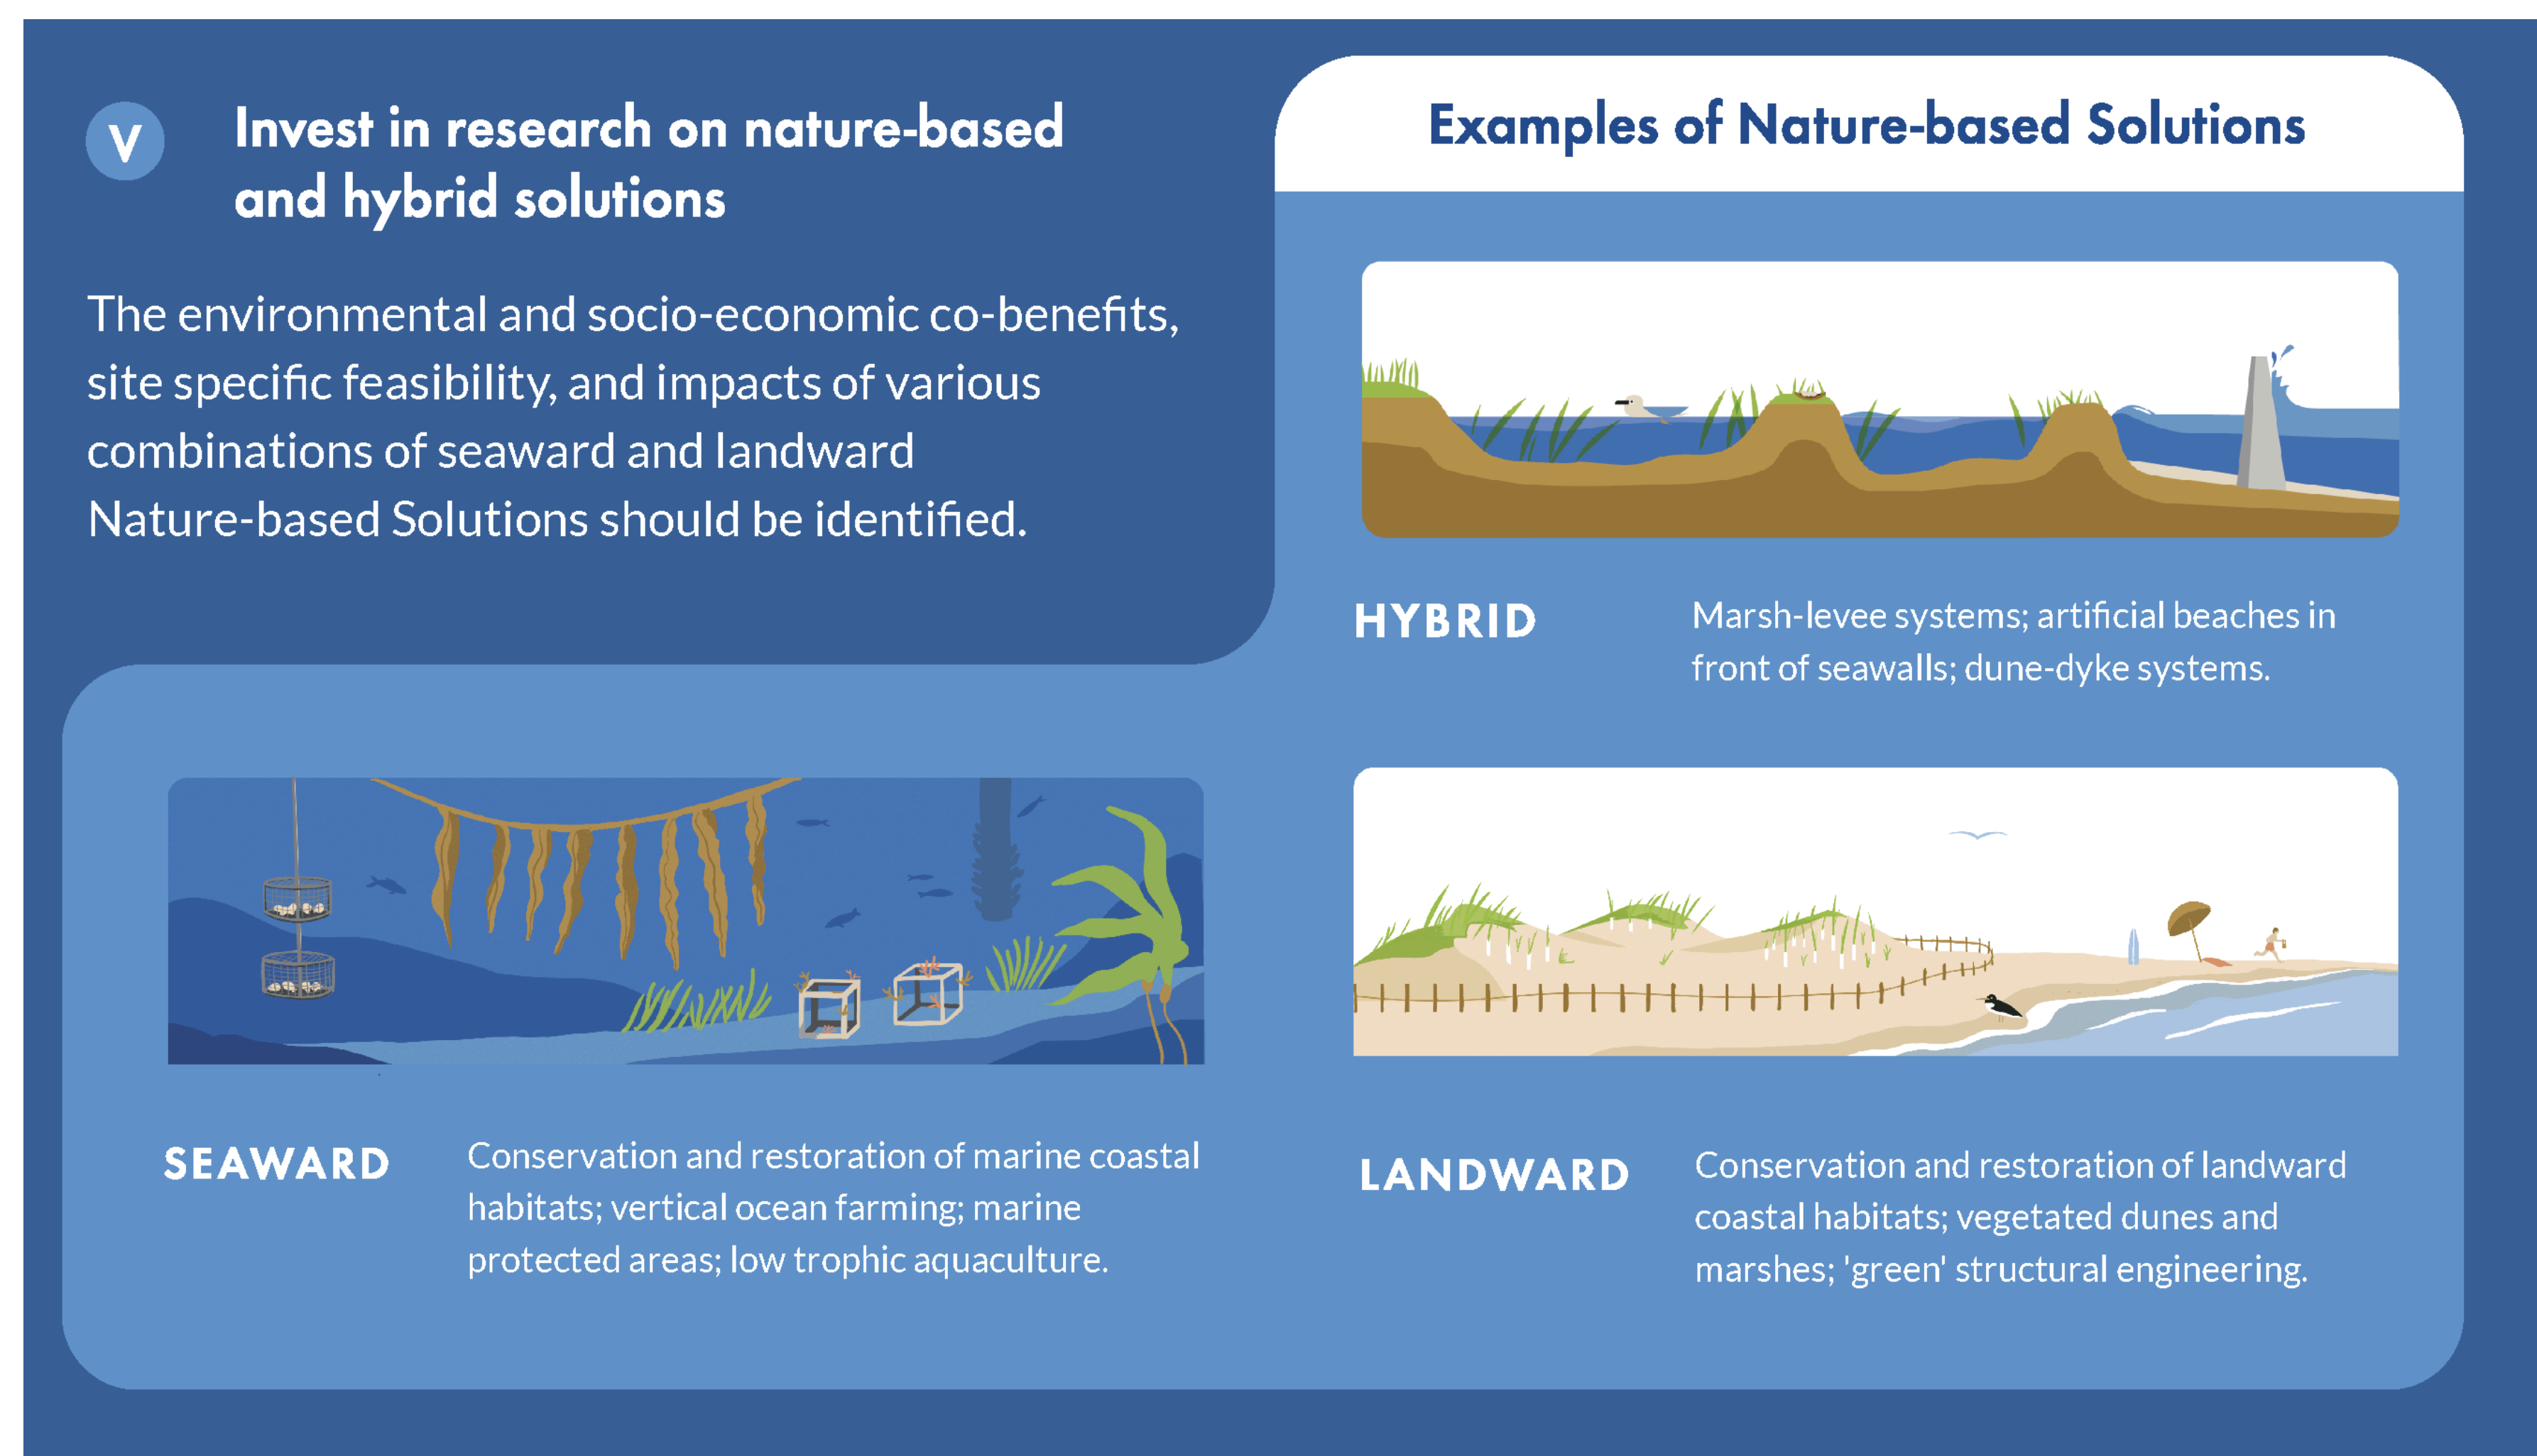 V
Invest in research on nature-based
and hybrid solutions
The environmental and socio-economic co-benefits,
site specific feasibility, and impacts of various
combinations of seaward and landward
Nature-based Solutions should be identified.
Examples of Nature-based Solutions
HYBRID
Marsh-levee systems; artificial beaches in
front of seawalls; dune-dyke systems.
SEAWARD
Conservation and restoration of marine coastal
habitats; vertical ocean farming; marine
protected areas; low trophic aquaculture.
LANDWARD
Conservation and restoration of landward
coastal habitats; vegetated dunes and
marshes; 'green' structural engineering.